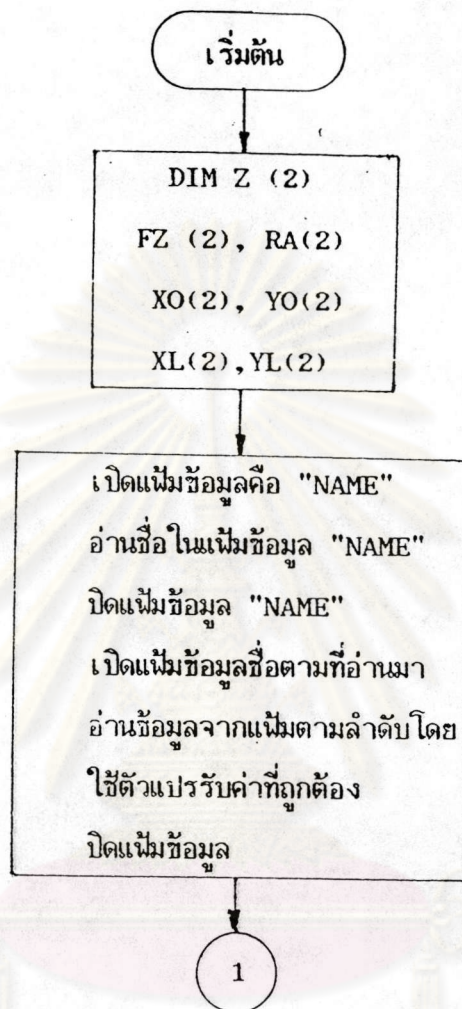 เริ่มต้น
DIM Z (2)
FZ (2), RA(2)
XO(2), YO(2)
XL(2),YL(2)
เปิดแฟ้มข้อมูลคือ "NAME"
อ่านชื่อในแฟ้มข้อมูล "NAME"
ปิดแฟ้มข้อมูล "NAME"
เปิดแฟ้มข้อมูลชื่อตามที่อ่านมา
อ่านข้อมูลจากแฟ้มตามลำดับโดย
ใช้ตัวแปรรับค่าที่ถูกต้อง
ปิดแฟ้มข้อมูล
1